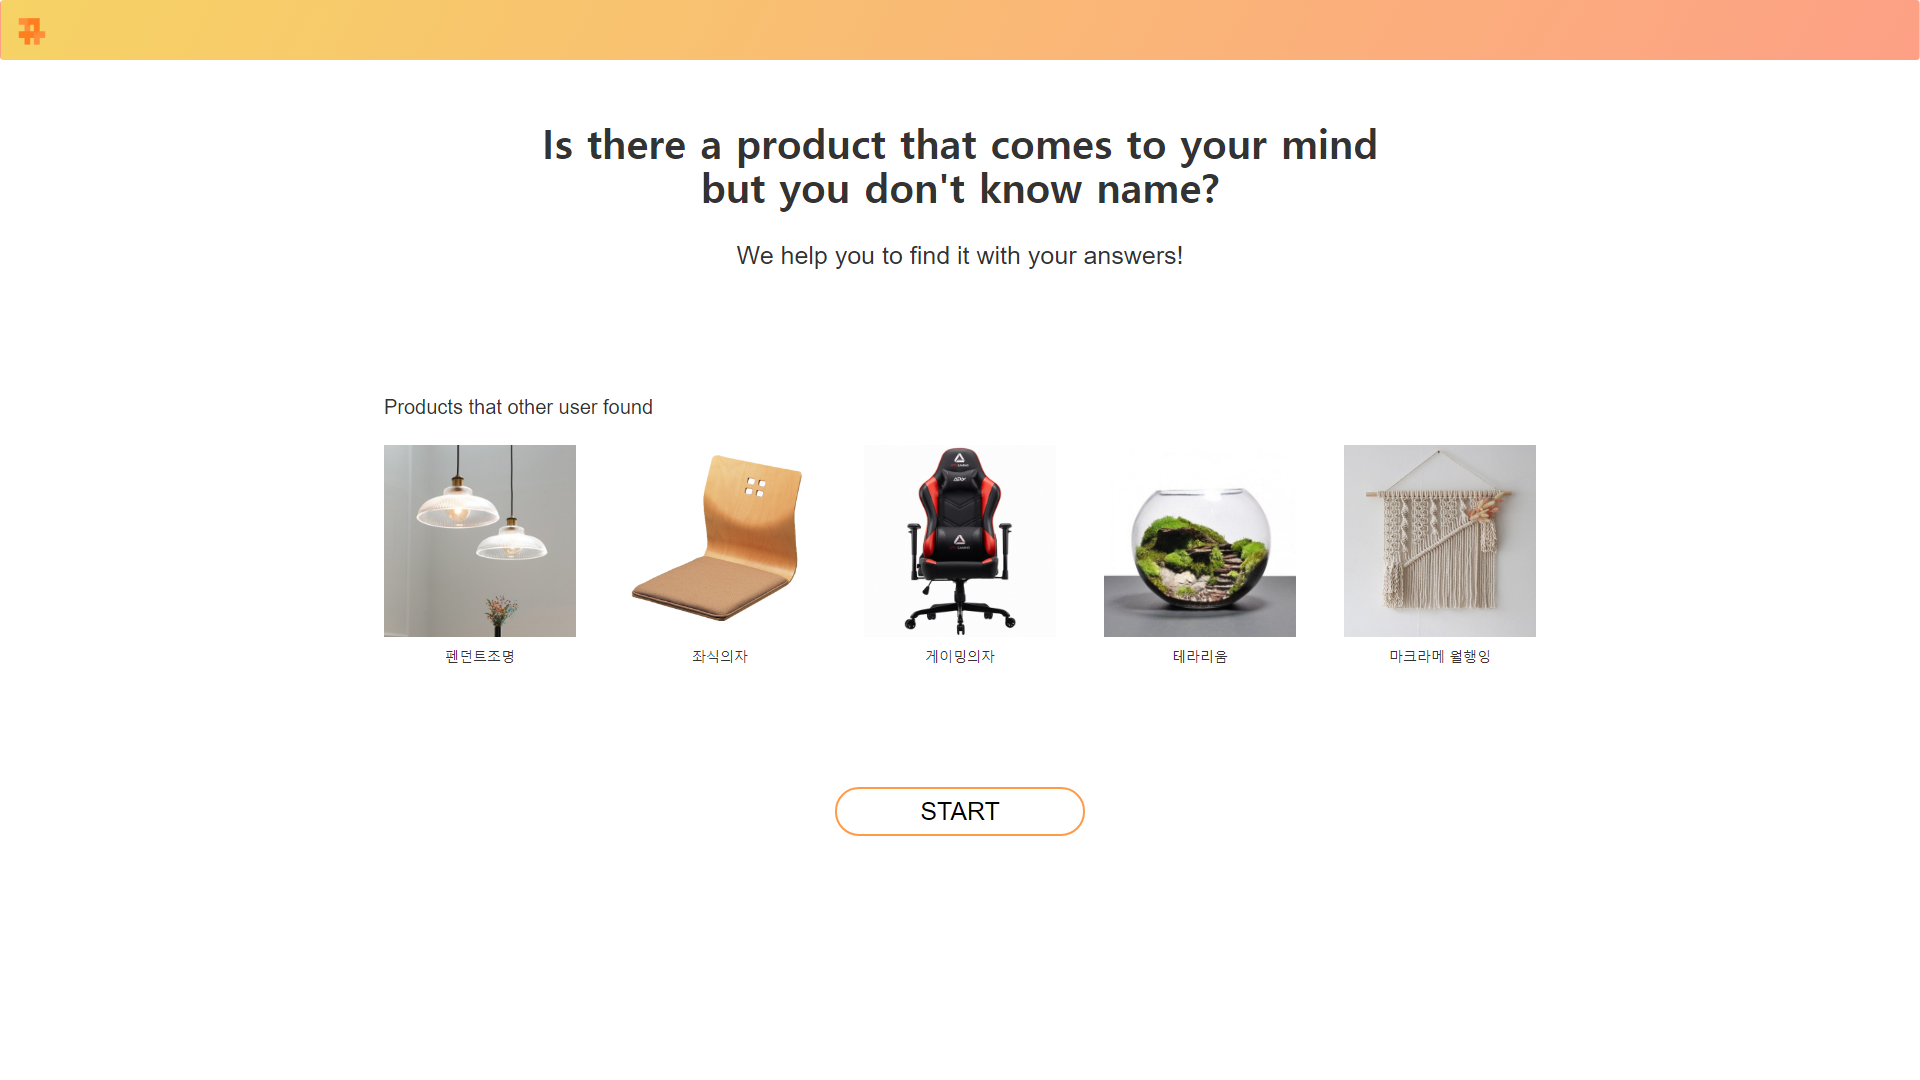 Is there a product that comes to your mind
but you don't know name?
We help you to find it with your answers!
Products that other user found
펜던트조명
좌식의자
게이밍의자
테라리움
마크라메 월행잉
START